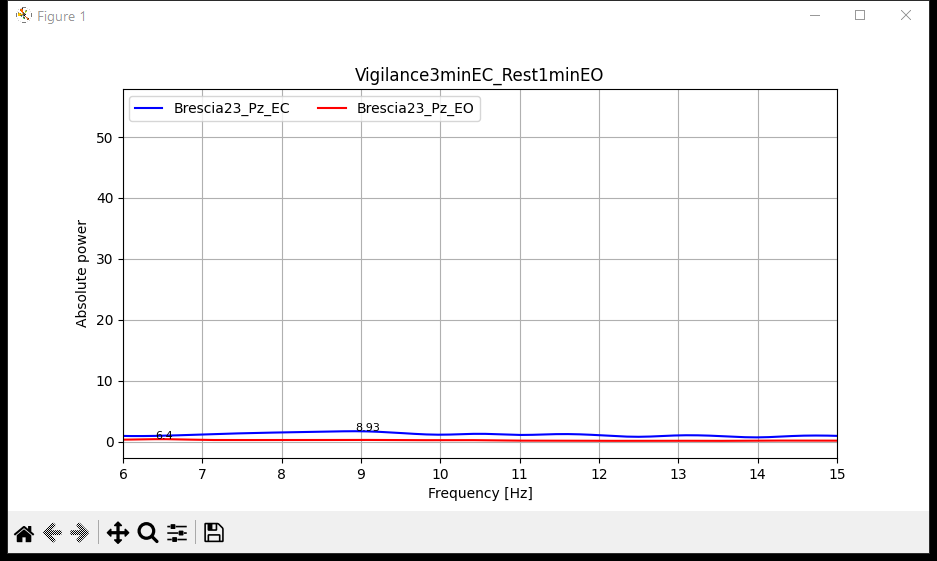 Figure 1
Vigilance3minEC_Rest1minEO
Brescia23_Pz_EC Brescia23_Pz_EO
Absolute power
50
40
30
20
10
0
8.93
6.4
6 7 8 9 10 11 12 13 14 15
Frequency [Hz]